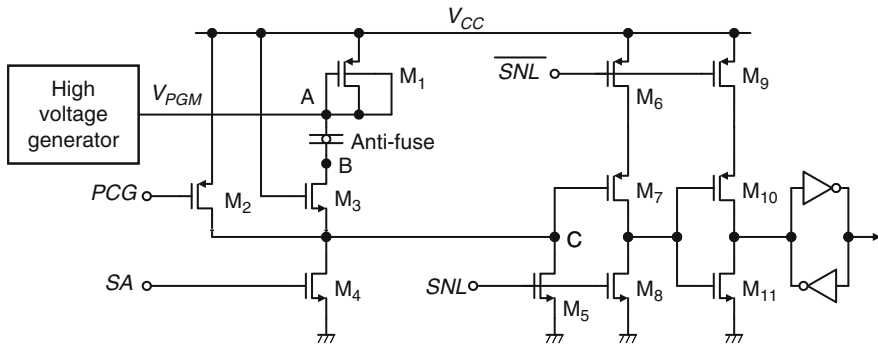 V_CC
High
voltage
generator
V_PGM
A
M_1
Anti-fuse
B
PCG
M_2
M_3
SA
M_4
C
SNL
M_5
\overline{SNL}
M_6
M_7
M_8
M_9
M_10
M_11